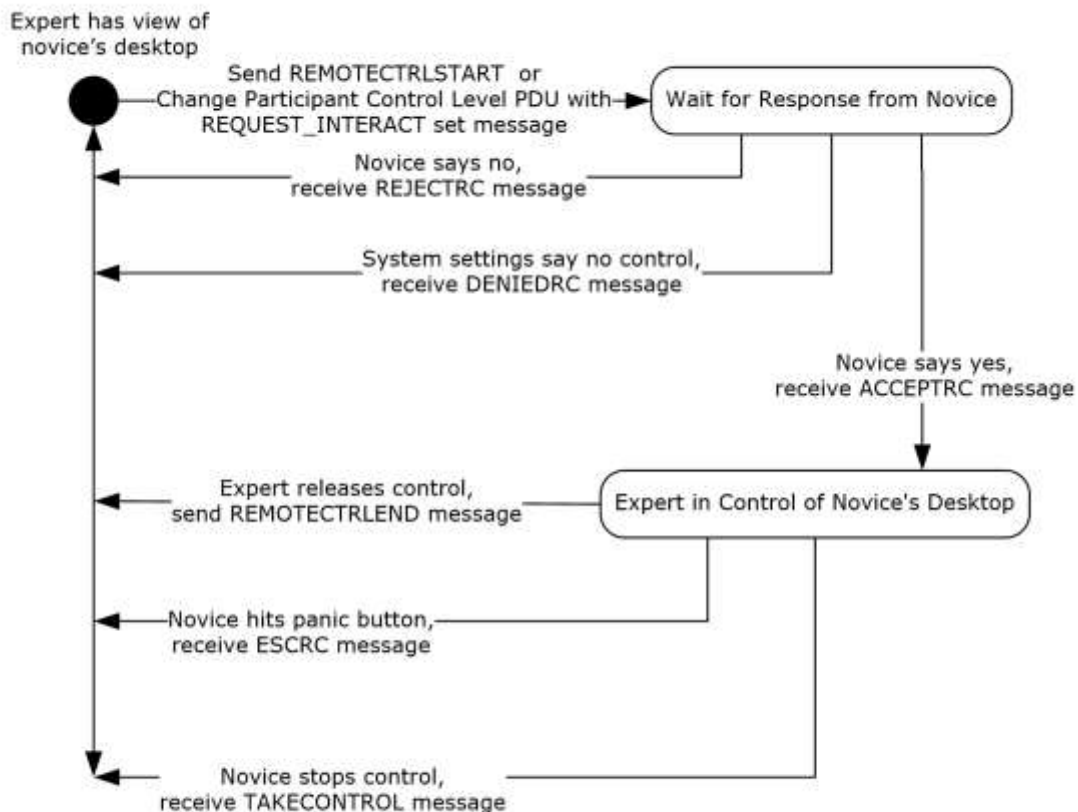 Expert has view of
novice's desktop
Send REMOTECTRLSTART or
Change Participant Control Level PDU with
REQUEST_INTERACT set message
Wait for Response from Novice
Novice says no,
receive REJECTRC message
System settings say no control,
receive DENIEDRC message
Novice says yes,
receive ACCEPTRC message
Expert releases control,
send REMOTECTRLEND message
Expert in Control of Novice's Desktop
Novice hits panic button,
receive ESCRC message
Novice stops control,
receive TAKECONTROL message